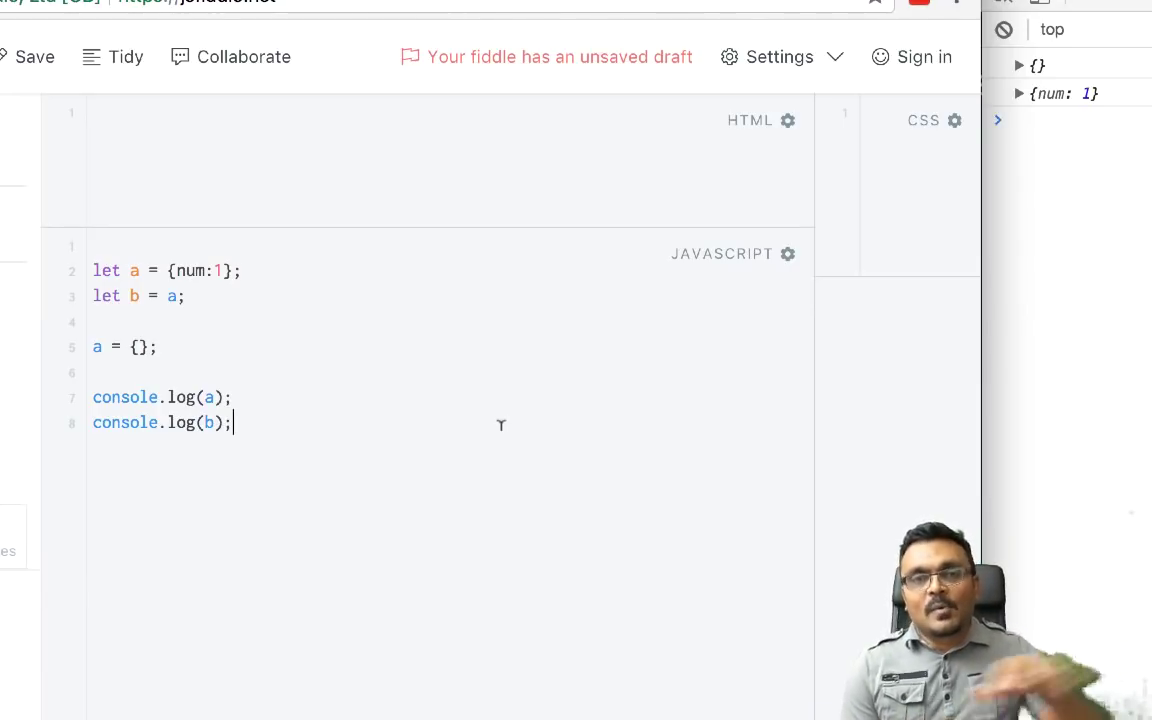 Save Tidy Collaborate Your fiddle has an unsaved draft Settings Sign in
top
{}
{num: 1}
1
HTML
1
CSS
JAVASCRIPT
1
2 let a = {num:1};
3 let b = a;
4
5 a = {};
6
7 console.log(a);
8 console.log(b);
es